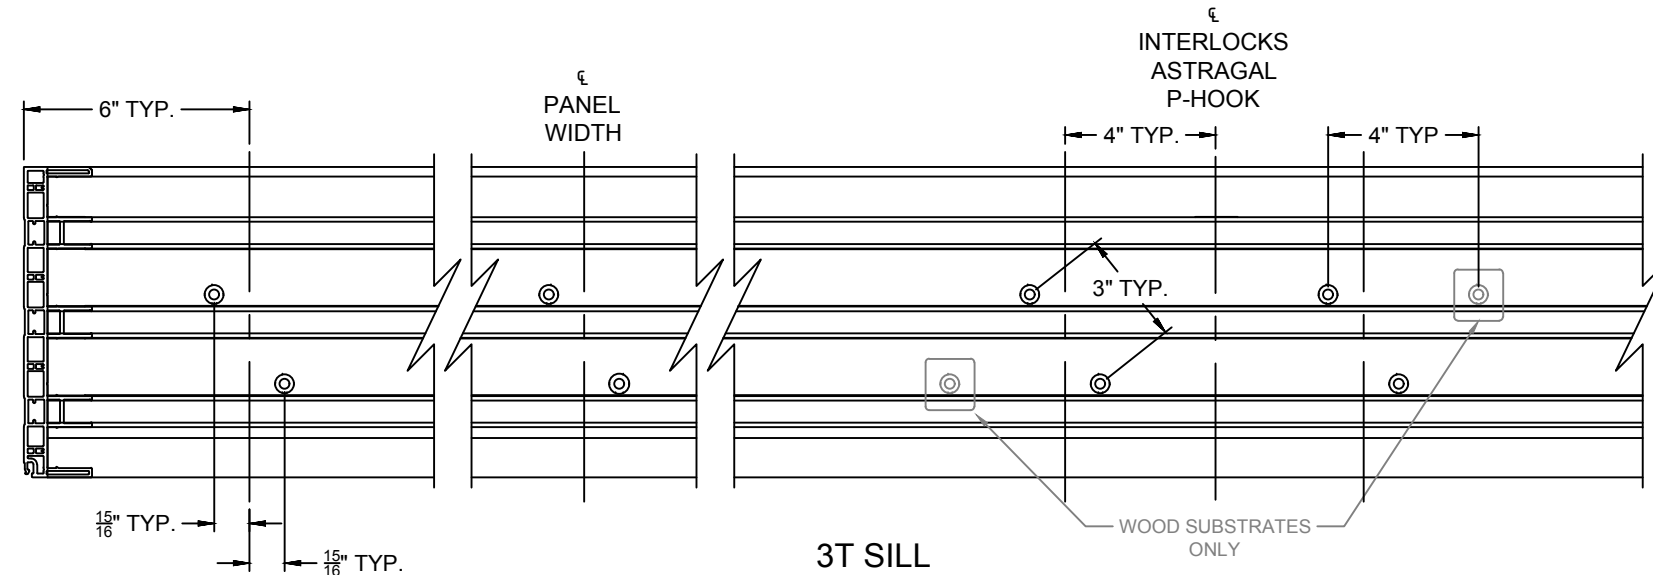 ℄
INTERLOCKS
ASTRAGAL
P-HOOK
℄
PANEL
WIDTH
6" TYP.
4" TYP.
4" TYP
3" TYP.
15/16" TYP.
15/16" TYP.
WOOD SUBSTRATES
ONLY
3T SILL